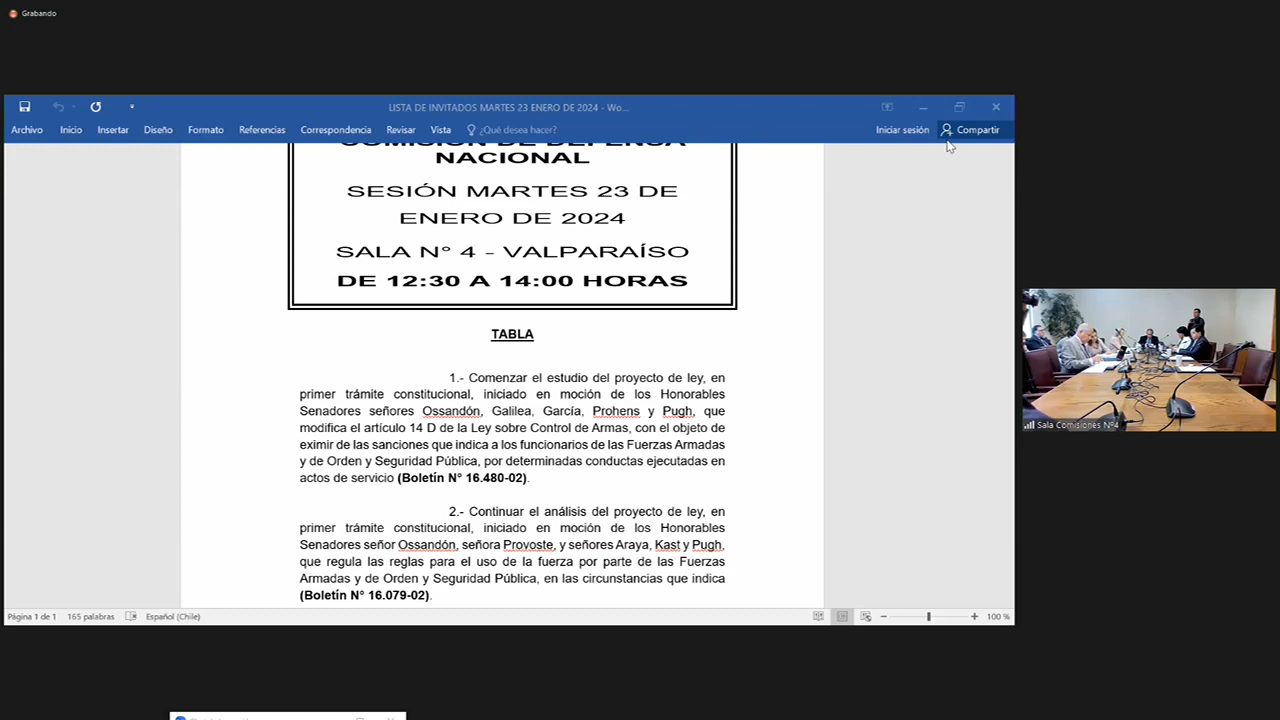 Grabando
LISTA DE INVITADOS MARTES 23 ENERO DE 2024 - Wo...
Archivo Inicio Insertar Diseño Formato Referencias Correspondencia Revisar Vista ¿Qué desea hacer? Iniciar sesión Compartir
COMISIÓN DE DEFENSA
NACIONAL
SESIÓN MARTES 23 DE
ENERO DE 2024
SALA N° 4 - VALPARAÍSO
DE 12:30 A 14:00 HORAS
TABLA
1.- Comenzar el estudio del proyecto de ley, en
primer trámite constitucional, iniciado en moción de los Honorables
Senadores señores Ossandón, Galilea, García, Prohens y Pugh, que
modifica el artículo 14 D de la Ley sobre Control de Armas, con el objeto de
eximir de las sanciones que indica a los funcionarios de las Fuerzas Armadas
y de Orden y Seguridad Pública, por determinadas conductas ejecutadas en
actos de servicio (Boletín N° 16.480-02).
2.- Continuar el análisis del proyecto de ley, en
primer trámite constitucional, iniciado en moción de los Honorables
Senadores señor Ossandón, señora Provoste, y señores Araya, Kast y Pugh,
que regula las reglas para el uso de la fuerza por parte de las Fuerzas
Armadas y de Orden y Seguridad Pública, en las circunstancias que indica
(Boletín N° 16.079-02).
Sala Comisiones N°4
Página 1 de 1 165 palabras Español (Chile) 100 %